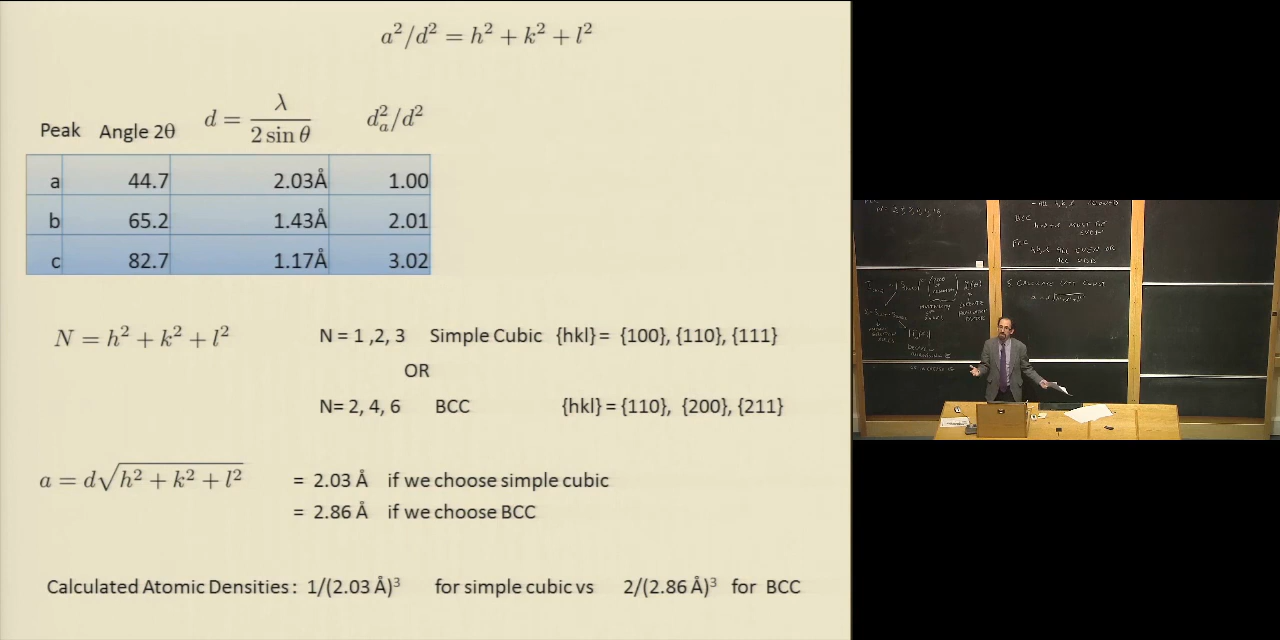 a²/d² = h² + k² + l²
Peak Angle 2θ d = λ / 2 sin θ d_a²/d²
a 44.7 2.03Å 1.00
b 65.2 1.43Å 2.01
c 82.7 1.17Å 3.02
N = h² + k² + l² N = 1 ,2, 3 Simple Cubic {hkl} = {100}, {110}, {111}
OR
N= 2, 4, 6 BCC {hkl} = {110}, {200}, {211}
a = d√(h² + k² + l²) = 2.03 Å if we choose simple cubic
= 2.86 Å if we choose BCC
Calculated Atomic Densities: 1/(2.03 Å)³ for simple cubic vs 2/(2.86 Å)³ for BCC
BCC